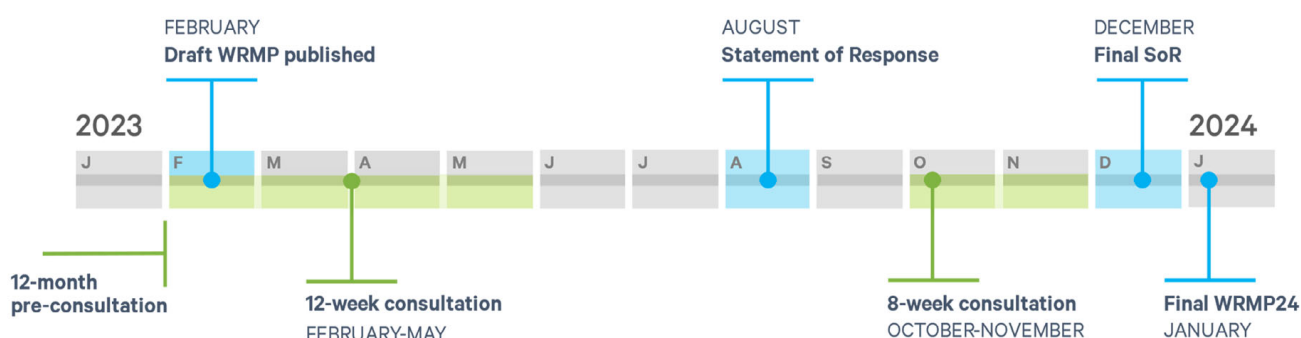 FEBRUARY
Draft WRMP published
AUGUST
Statement of Response
DECEMBER
Final SoR
2023
2024
J F M A M J J A S O N D J
12-month
pre-consultation
12-week consultation
FEBRUARY-MAY
8-week consultation
OCTOBER-NOVEMBER
Final WRMP24
JANUARY